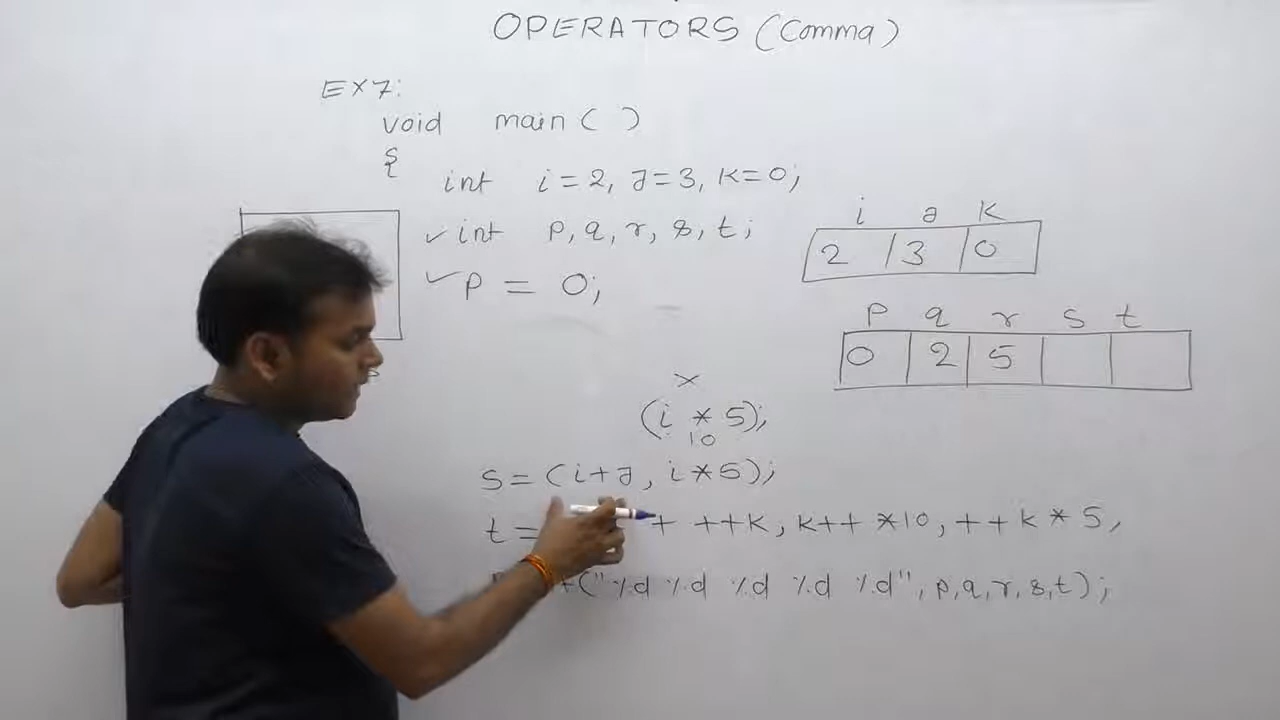 OPERATORS (Comma)
EX7:
void main( )
{
int i=2, J=3, K=0;
✓int p,q,r,s,t;
✓p = 0;
i J K
2 3 0
p q r s t
0 2 5
×
(i * 5);
10
s=(i+J, i*5);
t= + ++K, K++ *10, ++K*5,
("%d %d %d %d %d", p,q,r,s,t);